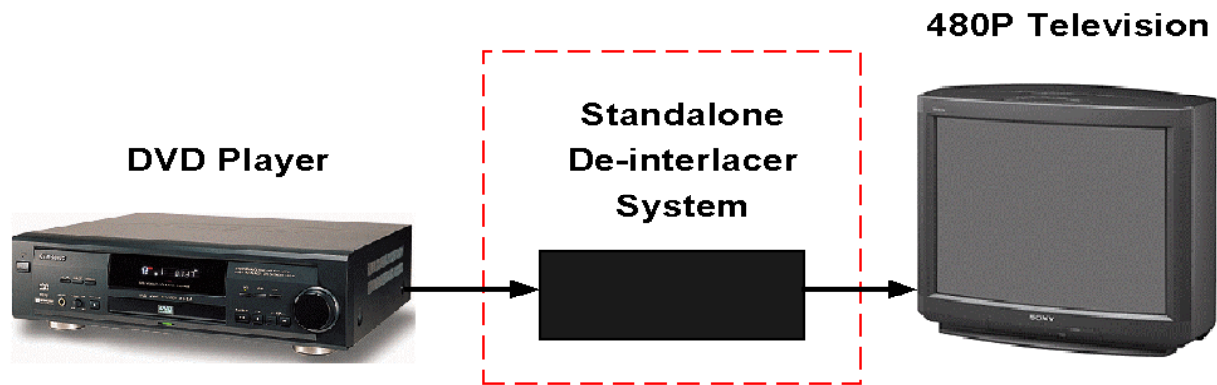 480P Television
Standalone
De-interlacer
System
DVD Player
SONY